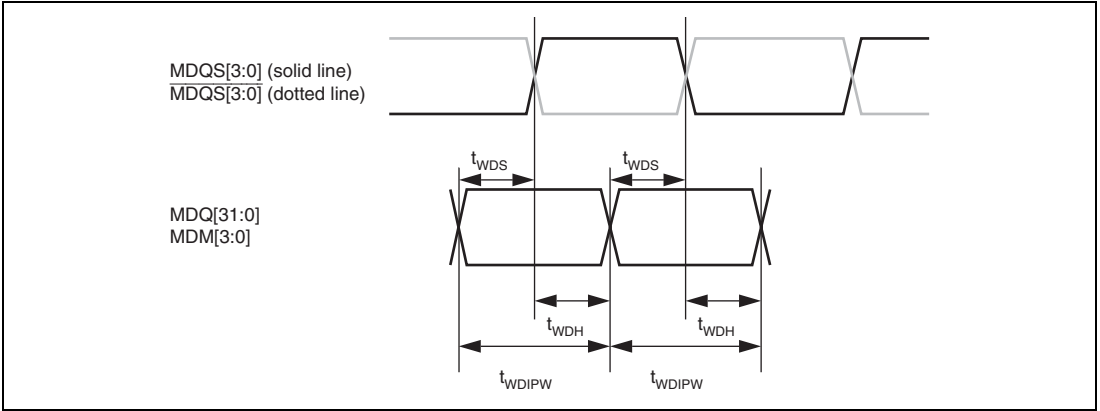 MDQS[3:0] (solid line)
MDQS[3:0] (dotted line)
tWDS tWDS
MDQ[31:0]
MDM[3:0]
tWDH tWDH
tWDIPW tWDIPW